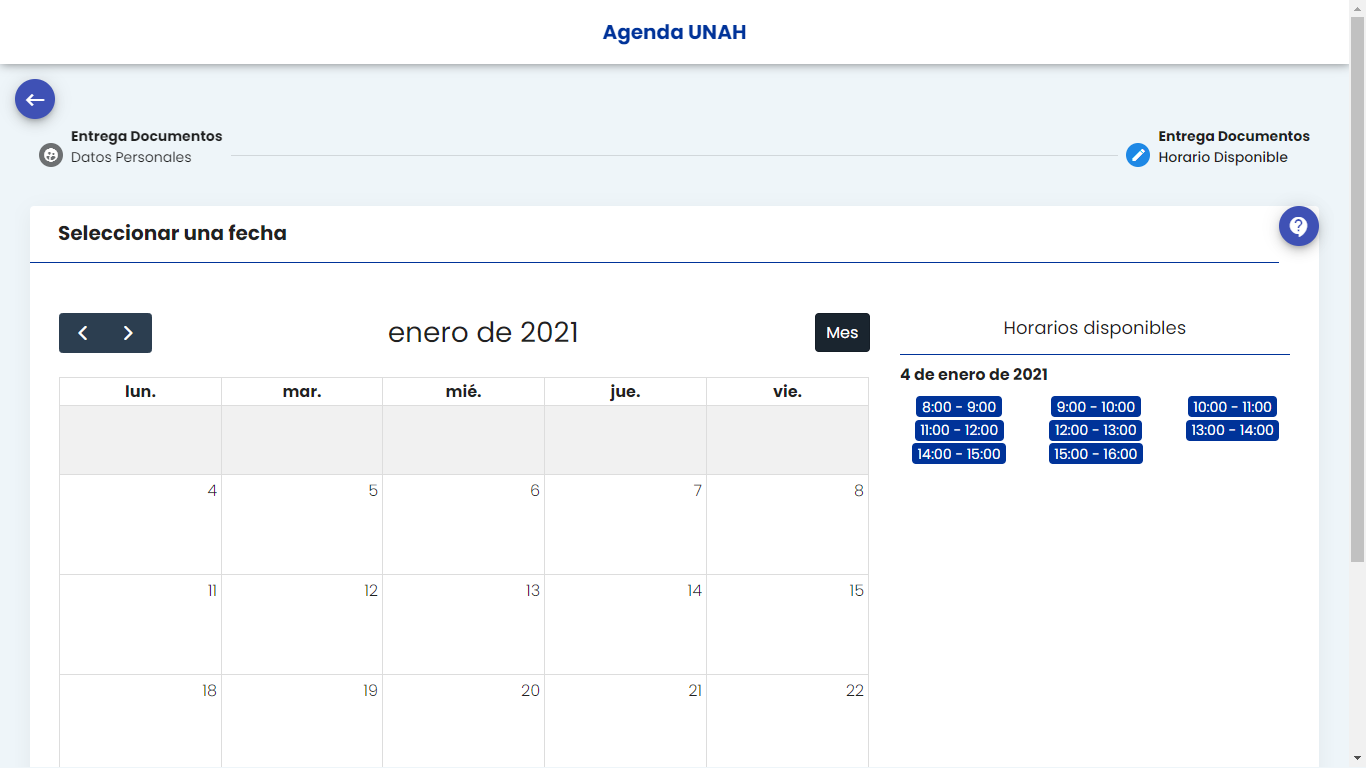 Agenda UNAH
Entrega Documentos
Datos Personales
Entrega Documentos
Horario Disponible
Seleccionar una fecha
enero de 2021
Mes
lun. mar. mié. jue. vie.
4 5 6 7 8
11 12 13 14 15
18 19 20 21 22
Horarios disponibles
4 de enero de 2021
8:00 - 9:00 9:00 - 10:00 10:00 - 11:00
11:00 - 12:00 12:00 - 13:00 13:00 - 14:00
14:00 - 15:00 15:00 - 16:00